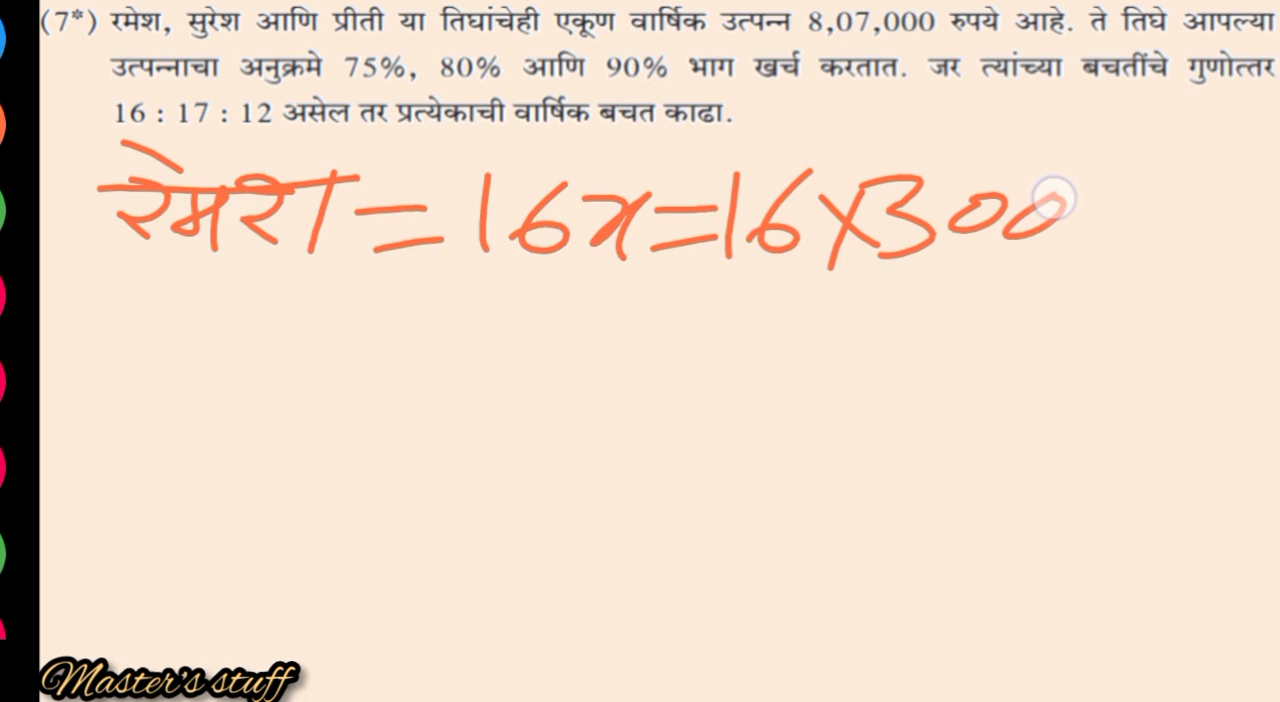 (7*) रमेश, सुरेश आणि प्रीती या तिघांचेही एकूण वार्षिक उत्पन्न 8,07,000 रुपये आहे. ते तिघे आपल्या
उत्पन्नाचा अनुक्रमे 75%, 80% आणि 90% भाग खर्च करतात. जर त्यांच्या बचतींचे गुणोत्तर
16 : 17 : 12 असेल तर प्रत्येकाची वार्षिक बचत काढा.
रेमश = 16x = 16 × 300
Master's stuff